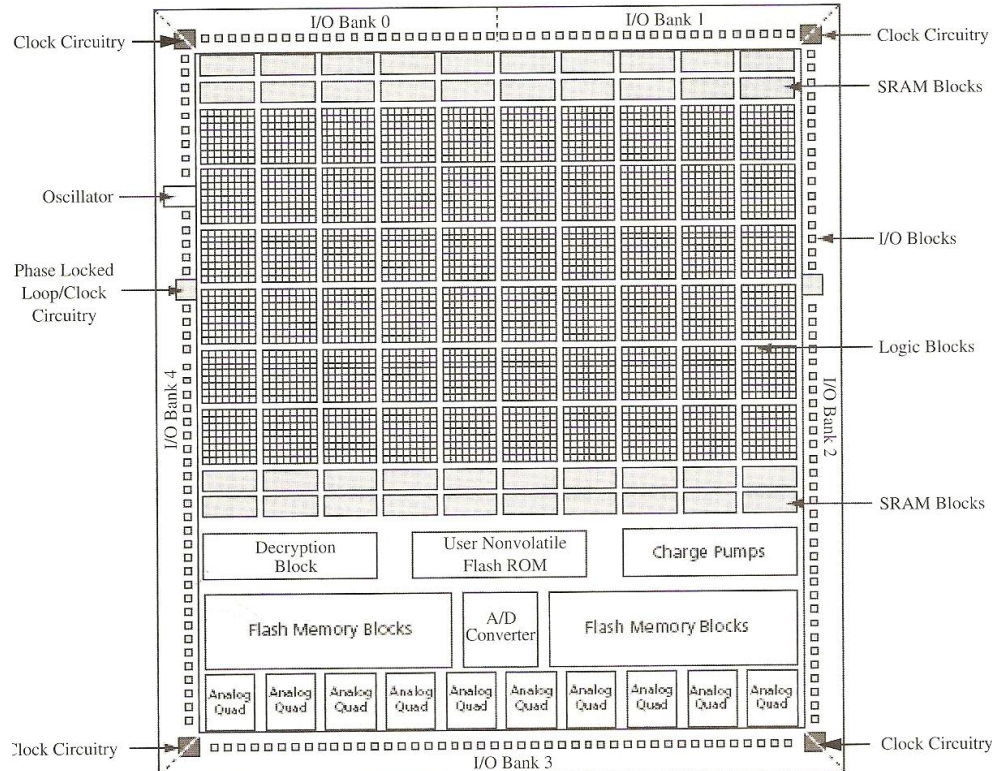 I/O Bank 0
I/O Bank 1
Clock Circuitry
Clock Circuitry
SRAM Blocks
Oscillator
I/O Blocks
Phase Locked
Loop/Clock
Circuitry
Logic Blocks
I/O Bank 4
I/O Bank 2
SRAM Blocks
Decryption
Block
User Nonvolatile
Flash ROM
Charge Pumps
Flash Memory Blocks
A/D
Converter
Flash Memory Blocks
Analog
Quad
Analog
Quad
Analog
Quad
Analog
Quad
Analog
Quad
Analog
Quad
Analog
Quad
Analog
Quad
Analog
Quad
Analog
Quad
Clock Circuitry
Clock Circuitry
I/O Bank 3